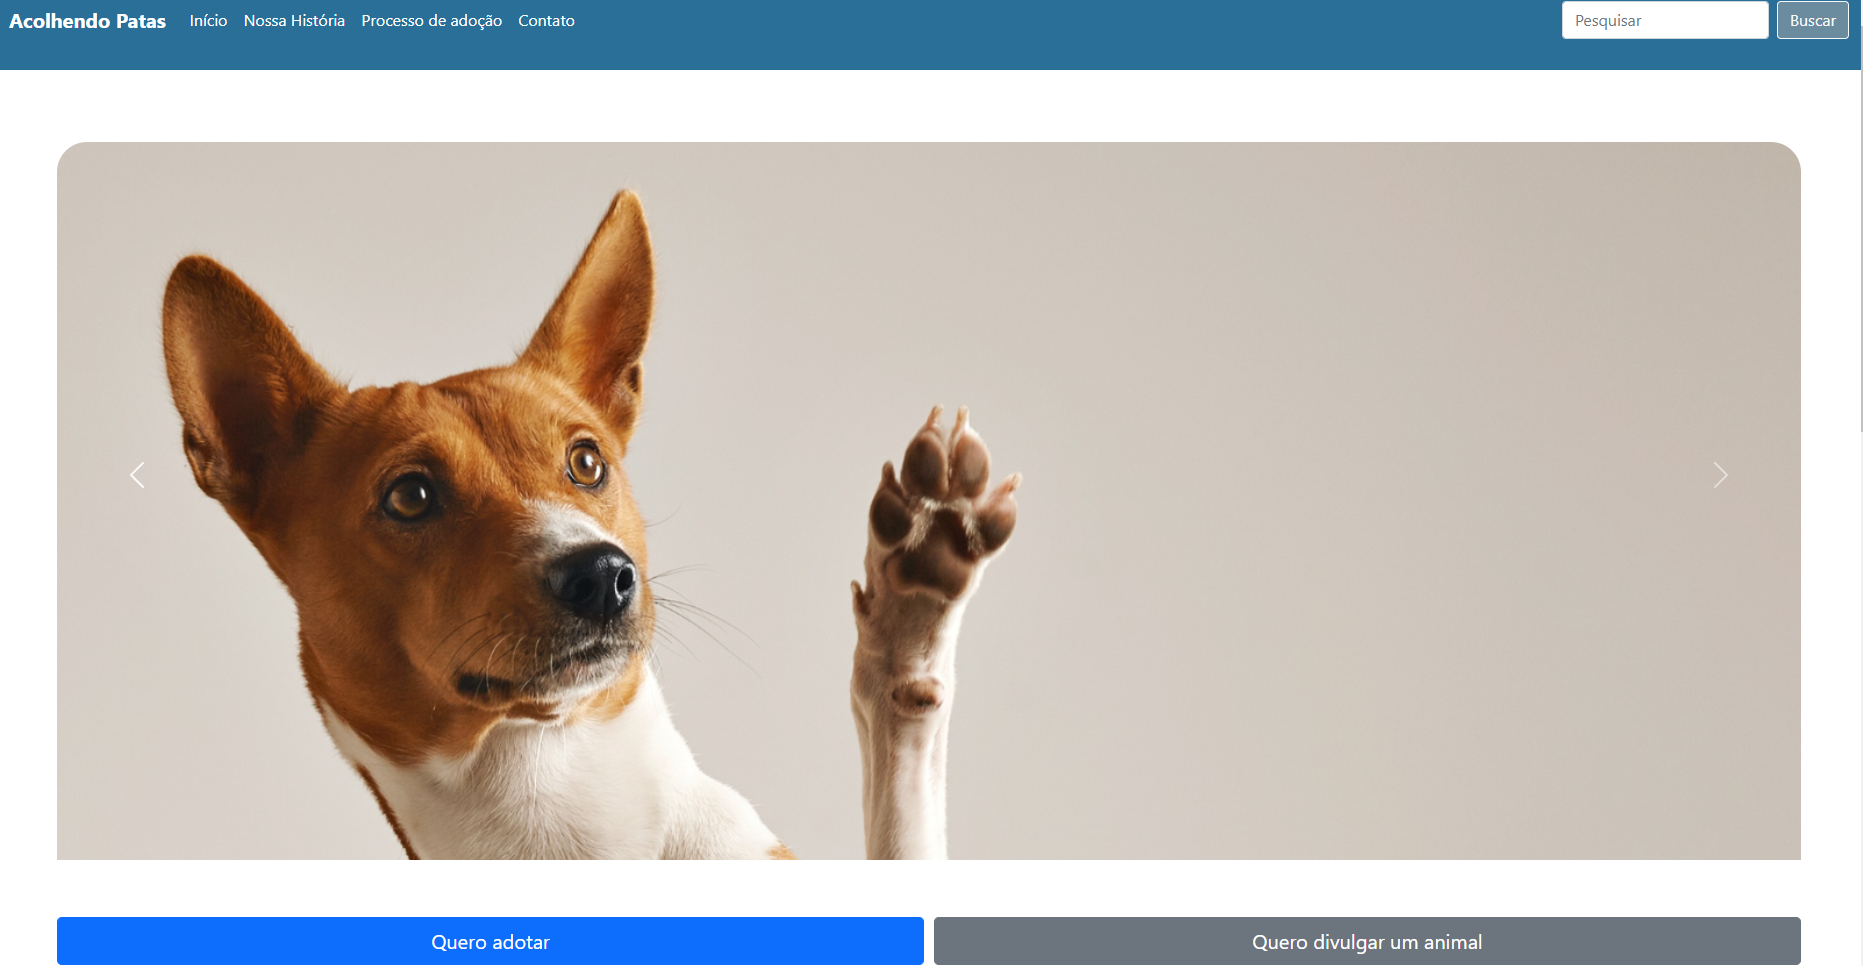 Acolhendo Patas Início Nossa História Processo de adoção Contato Pesquisar Buscar
Quero adotar Quero divulgar um animal